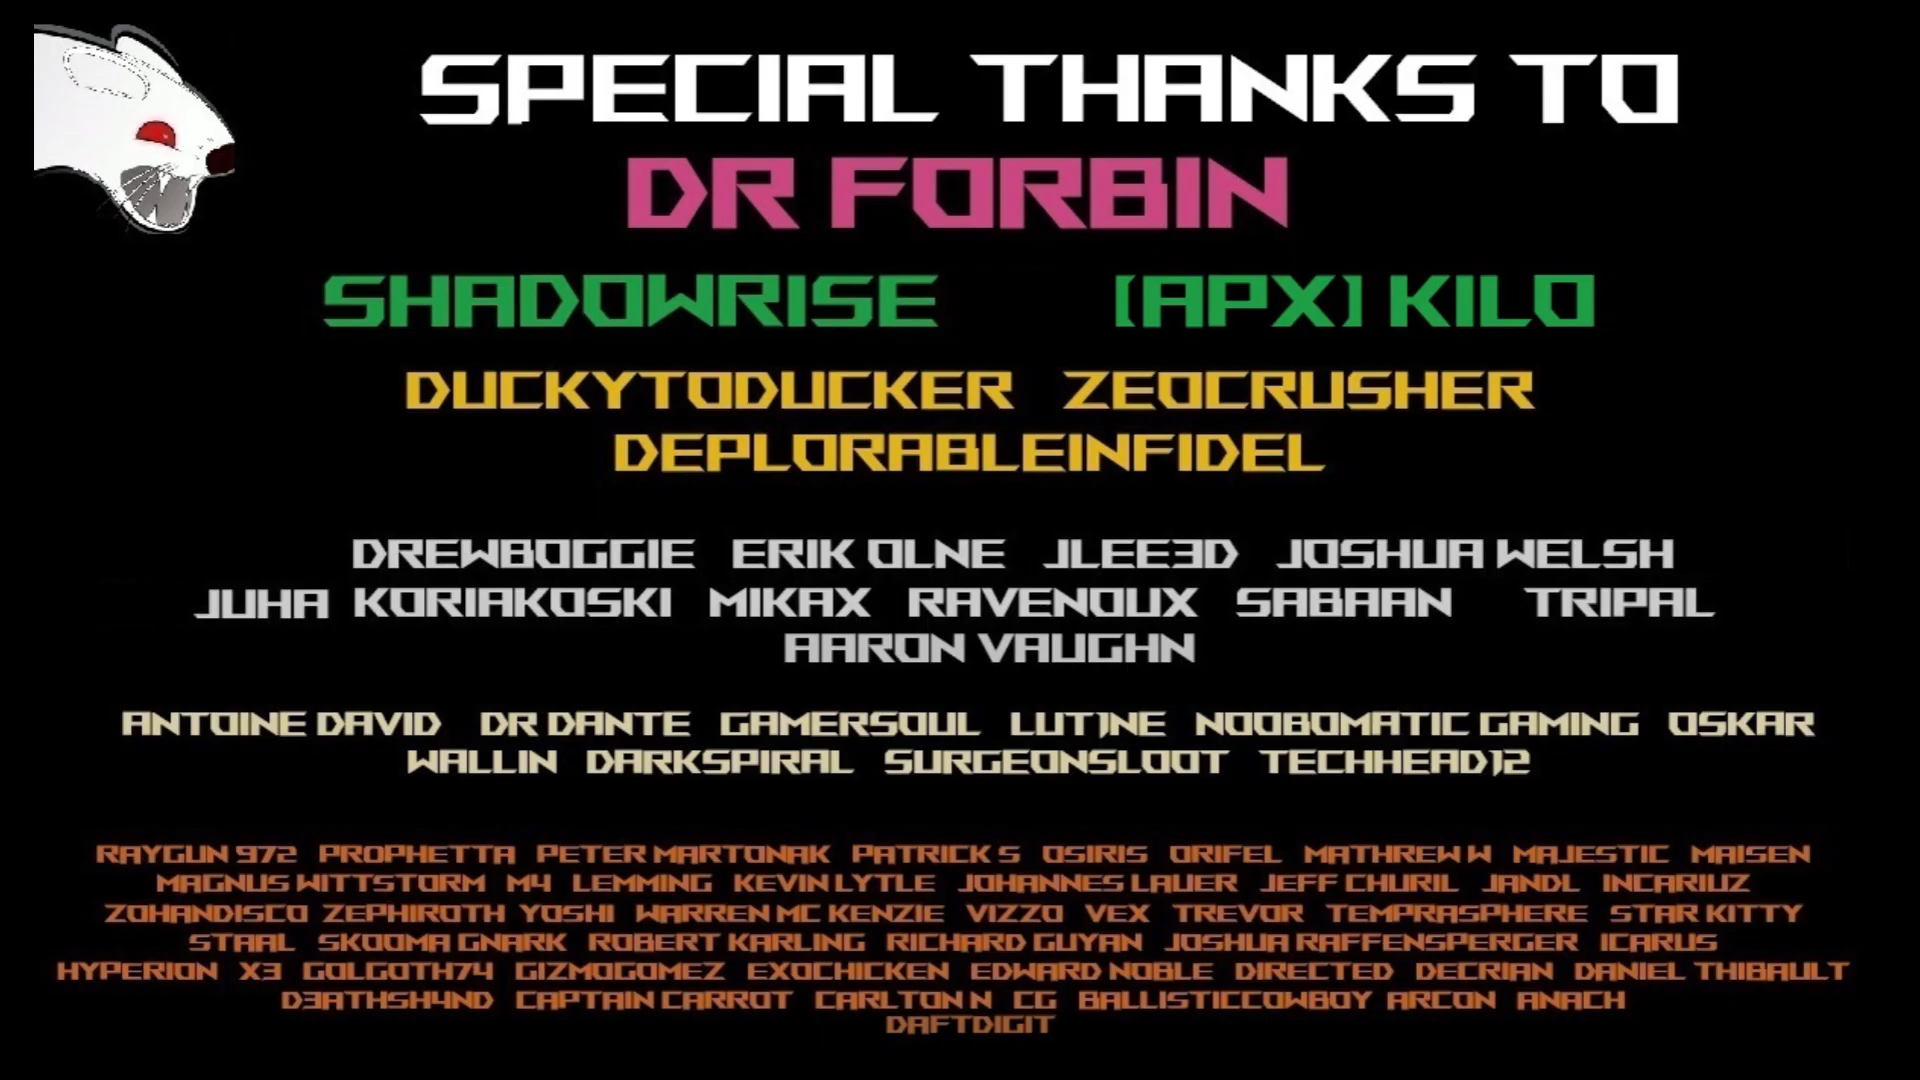 SPECIAL THANKS TO
DR FORBIN
SHADOWRISE [APX] KILO
DUCKYTODUCKER ZEOCRUSHER
DEPLORABLEINFIDEL
DREWBOGGIE ERIK OLNE JLEE3D JOSHUA WELSH
JUHA KORIAKOSKI MIKAX RAVENOUX SABAAN TRIPAL
AARON VAUGHN
ANTOINE DAVID DR DANTE GAMERSOUL LUT1NE NOOBOMATIC GAMING OSKAR
WALLIN DARKSPIRAL SURGEONSLOOT TECHHEAD12
RAYGUN 972 PROPHETTA PETER MARTONAK PATRICK S OSIRIS ORIFEL MATHREW W MAJESTIC MAISEN
MAGNUS WITTSTORM M4 LEMMING KEVIN LYTLE JOHANNES LAUER JEFF CHURIL JANDL INCARIUZ
ZOHANDISCO ZEPHIROTH YOSHI WARREN MC KENZIE VIZZO VEX TREVOR TEMPRASPHERE STAR KITTY
STAAL SKOOMA GNARK ROBERT KARLING RICHARD GUYAN JOSHUA RAFFENSPERGER ICARUS
HYPERION X3 GOLGOTH74 GIZMOGOMEZ EXOCHICKEN EDWARD NOBLE DIRECTED DECRIAN DANIEL THIBAULT
D3ATHSH4ND CAPTAIN CARROT CARLTON N CG BALLISTICCOWBOY ARCON ANACH
DAFTDIGIT